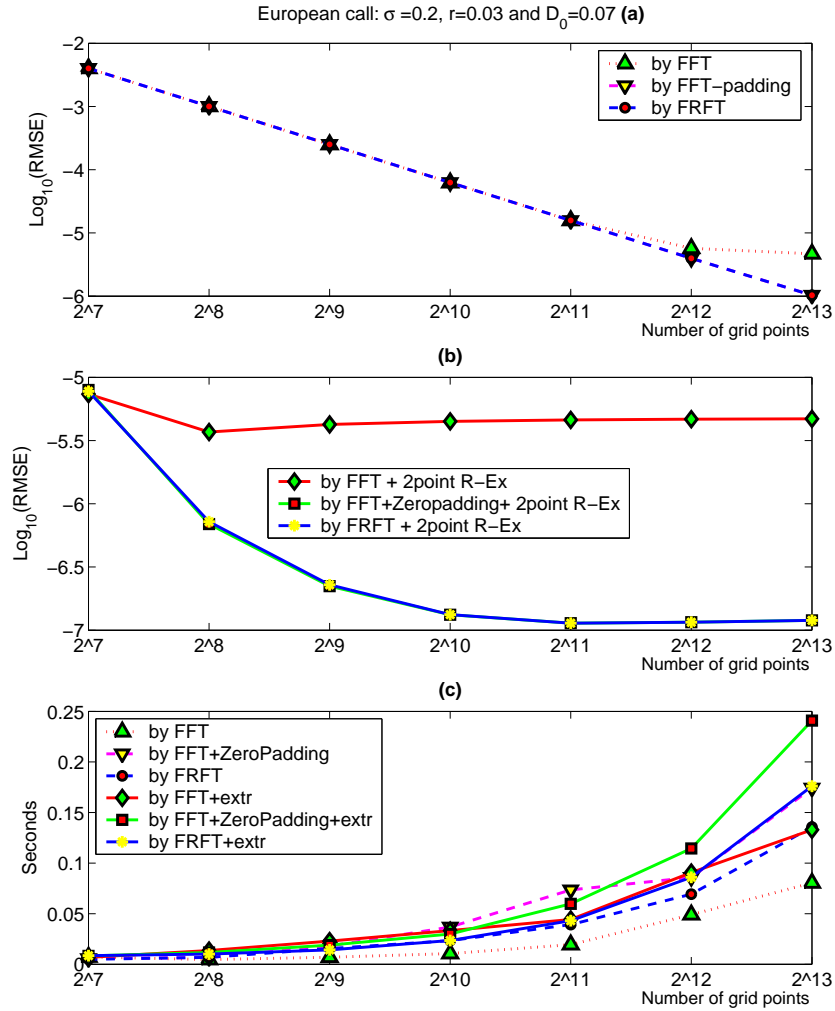 European call: σ =0.2, r=0.03 and D_0=0.07 (a)
−2
−3
−4
−5
−6
Log_10(RMSE)
by FFT
by FFT−padding
by FRFT
2^7 2^8 2^9 2^10 2^11 2^12 2^13
Number of grid points
(b)
−5
−5.5
−6
−6.5
−7
Log_10(RMSE)
by FFT + 2point R−Ex
by FFT+Zeropadding+ 2point R−Ex
by FRFT + 2point R−Ex
2^7 2^8 2^9 2^10 2^11 2^12 2^13
Number of grid points
(c)
0.25
0.2
0.15
0.1
0.05
0
Seconds
by FFT
by FFT+ZeroPadding
by FRFT
by FFT+extr
by FFT+ZeroPadding+extr
by FRFT+extr
2^7 2^8 2^9 2^10 2^11 2^12 2^13
Number of grid points